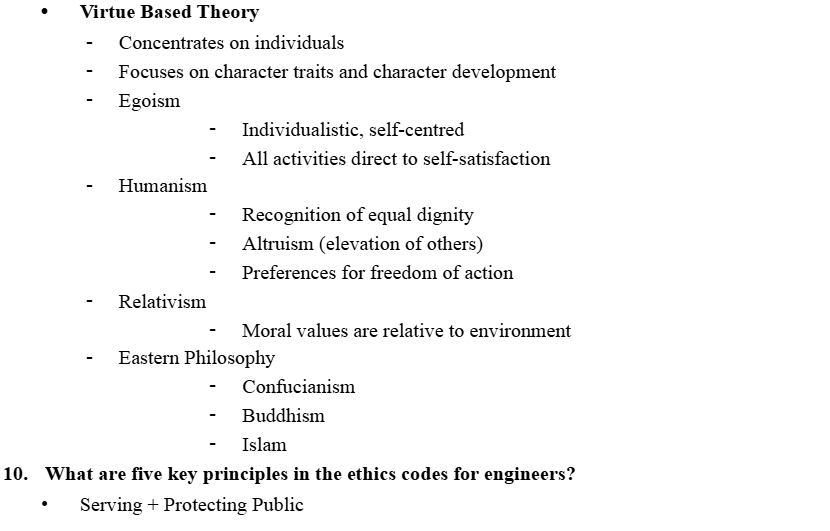 • Virtue Based Theory
- Concentrates on individuals
- Focuses on character traits and character development
- Egoism
- Individualistic, self-centred
- All activities direct to self-satisfaction
- Humanism
- Recognition of equal dignity
- Altruism (elevation of others)
- Preferences for freedom of action
- Relativism
- Moral values are relative to environment
- Eastern Philosophy
- Confucianism
- Buddhism
- Islam
10. What are five key principles in the ethics codes for engineers?
• Serving + Protecting Public